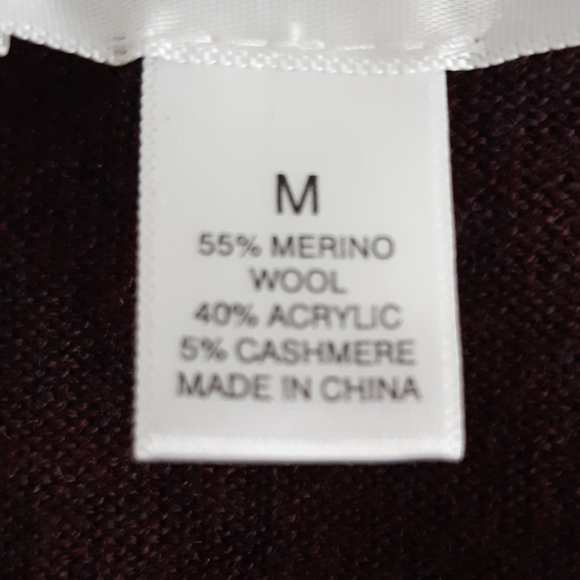 M
55% MERINO
WOOL
40% ACRYLIC
5% CASHMERE
MADE IN CHINA